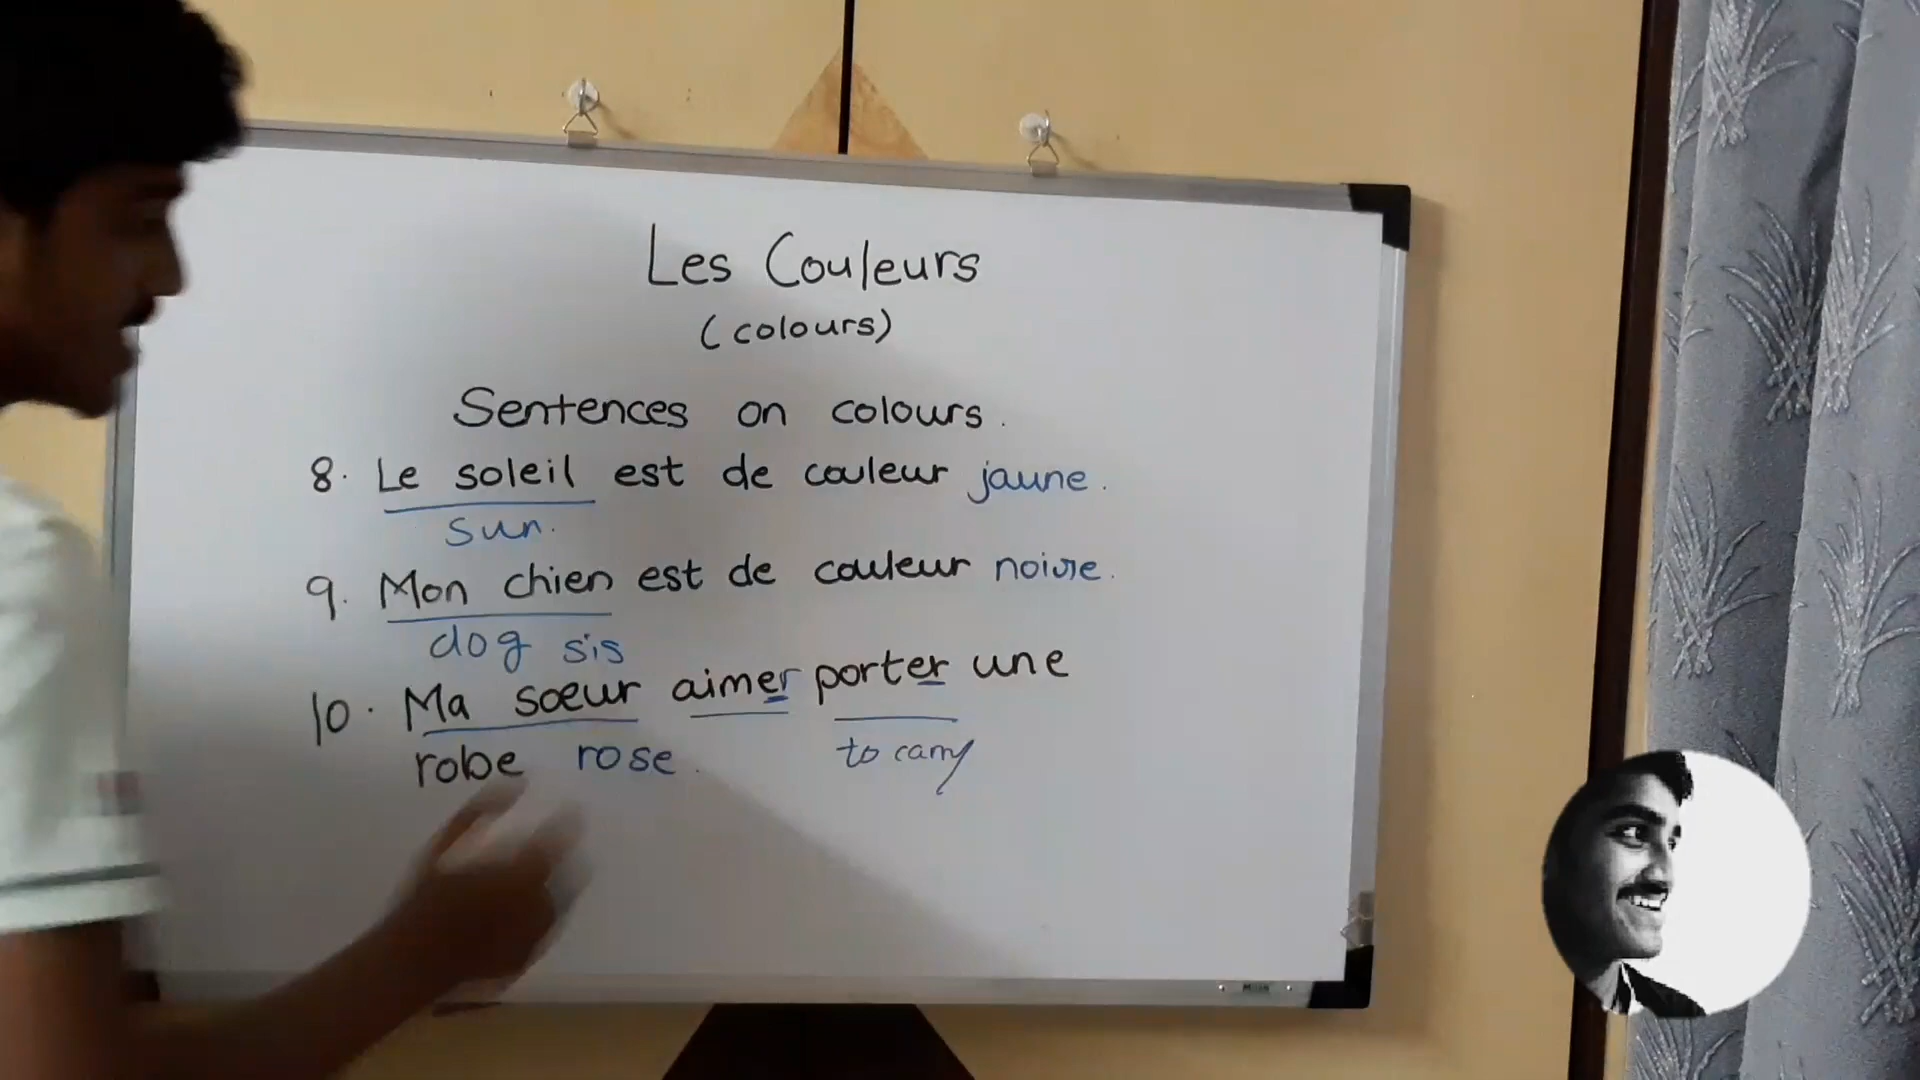 Les Couleurs
(colours)
Sentences on colours.
8. Le soleil est de couleur jaune.
sun.
9. Mon chien est de couleur noire.
dog sis
10. Ma soeur aimer porter une
robe rose.
to carry